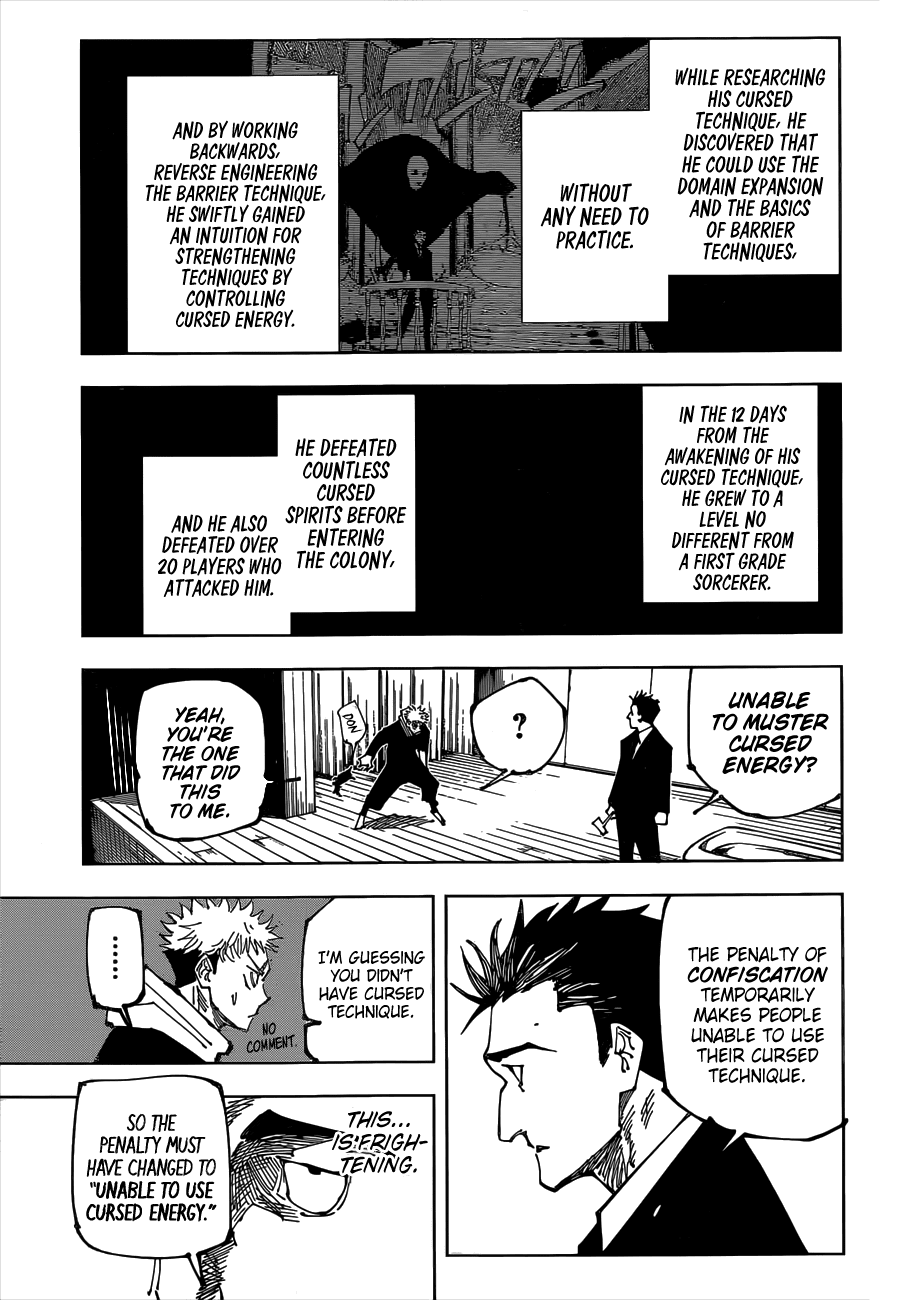 WHILE RESEARCHING
HIS CURSED
TECHNIQUE, HE
DISCOVERED THAT
HE COULD USE THE
DOMAIN EXPANSION
AND THE BASICS
OF BARRIER
TECHNIQUES,
WITHOUT
ANY NEED TO
PRACTICE.
AND BY WORKING
BACKWARDS,
REVERSE ENGINEERING
THE BARRIER TECHNIQUE,
HE SWIFTLY GAINED
AN INTUITION FOR
STRENGTHENING
TECHNIQUES BY
CONTROLLING
CURSED ENERGY.
IN THE 12 DAYS
FROM THE
AWAKENING OF HIS
CURSED TECHNIQUE,
HE GREW TO A
LEVEL NO
DIFFERENT FROM
A FIRST GRADE
SORCERER.
HE DEFEATED
COUNTLESS
CURSED
SPIRITS BEFORE
ENTERING
THE COLONY,
AND HE ALSO
DEFEATED OVER
20 PLAYERS WHO
ATTACKED HIM.
UNABLE
TO MUSTER
CURSED
ENERGY?
?
DON
YEAH,
YOU'RE
THE ONE
THAT DID
THIS
TO ME.
THE PENALTY OF
CONFISCATION
TEMPORARILY
MAKES PEOPLE
UNABLE TO USE
THEIR CURSED
TECHNIQUE.
I'M GUESSING
YOU DIDN'T
HAVE CURSED
TECHNIQUE.
NO
COMMENT.
.....
THIS...
IS FRIGH-
TENING.
SO THE
PENALTY MUST
HAVE CHANGED TO
"UNABLE TO USE
CURSED ENERGY."